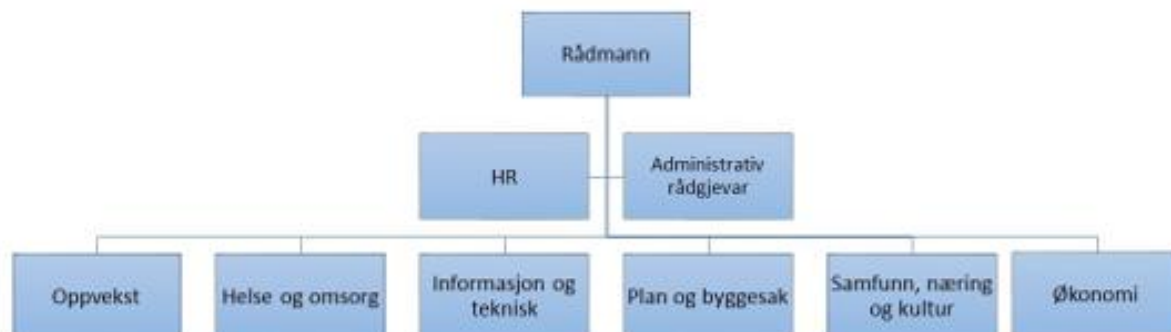 Rådmann
HR
Administrativ
rådgjevar
Oppvekst
Helse og omsorg
Informasjon og
teknisk
Plan og byggesak
Samfunn, næring
og kultur
Økonomi